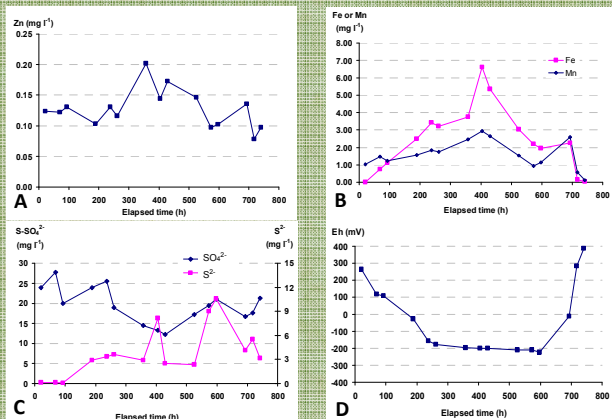 Zn (mg l-1)
0.25
0.20
0.15
0.10
0.05
0.00
0 100 200 300 400 500 600 700 800
A
Elapsed time (h)
Fe or Mn
(mg l-1)
8.00
7.00
6.00
5.00
4.00
3.00
2.00
1.00
0.00
Fe
Mn
0 100 200 300 400 500 600 700 800
B
Elapsed time (h)
S-SO4 2-
(mg l-1)
S2-
(mg l-1)
SO4 2-
S2-
30
25
20
15
10
5
0
15
12
9
6
3
0
0 100 200 300 400 500 600 700 800
C
Elapsed time (h)
Eh (mV)
400
300
200
100
0
-100
-200
-300
-400
0 100 200 300 400 500 600 700 800
D
Elapsed time (h)